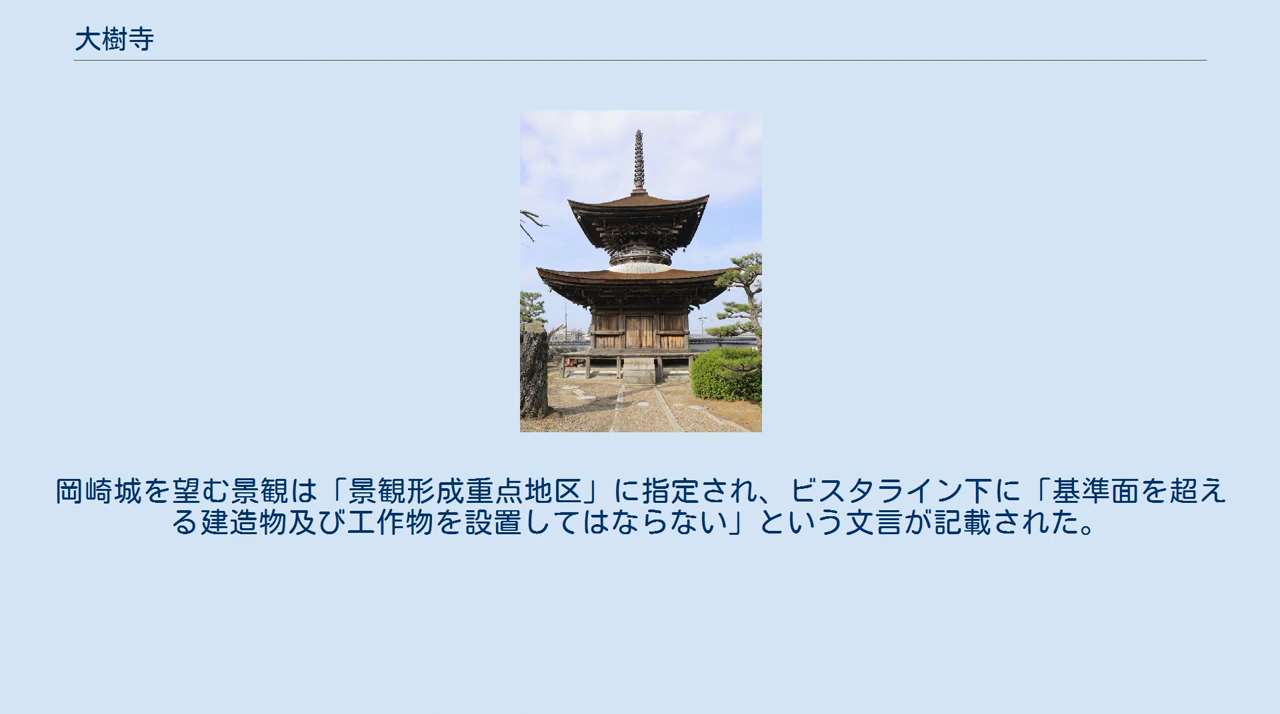 大樹寺
岡崎城を望む景観は「景観形成重点地区」に指定され、ビスタライン下に「基準面を超え
る建造物及び工作物を設置してはならない」という文言が記載された。